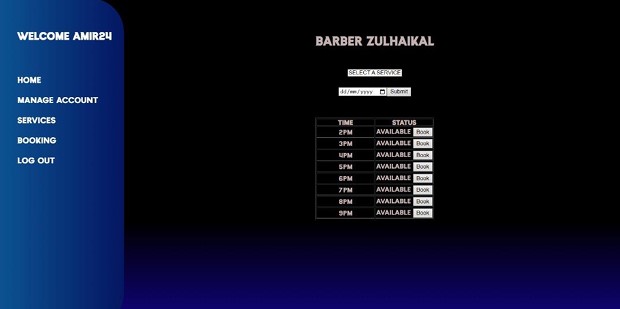 WELCOME AMIR24
HOME
MANAGE ACCOUNT
SERVICES
BOOKING
LOG OUT
BARBER ZULHAIKAL
SELECT A SERVICE
dd/mm/yyyy Submit
TIME STATUS
2PM AVAILABLE Book
3PM AVAILABLE Book
4PM AVAILABLE Book
5PM AVAILABLE Book
6PM AVAILABLE Book
7PM AVAILABLE Book
8PM AVAILABLE Book
9PM AVAILABLE Book